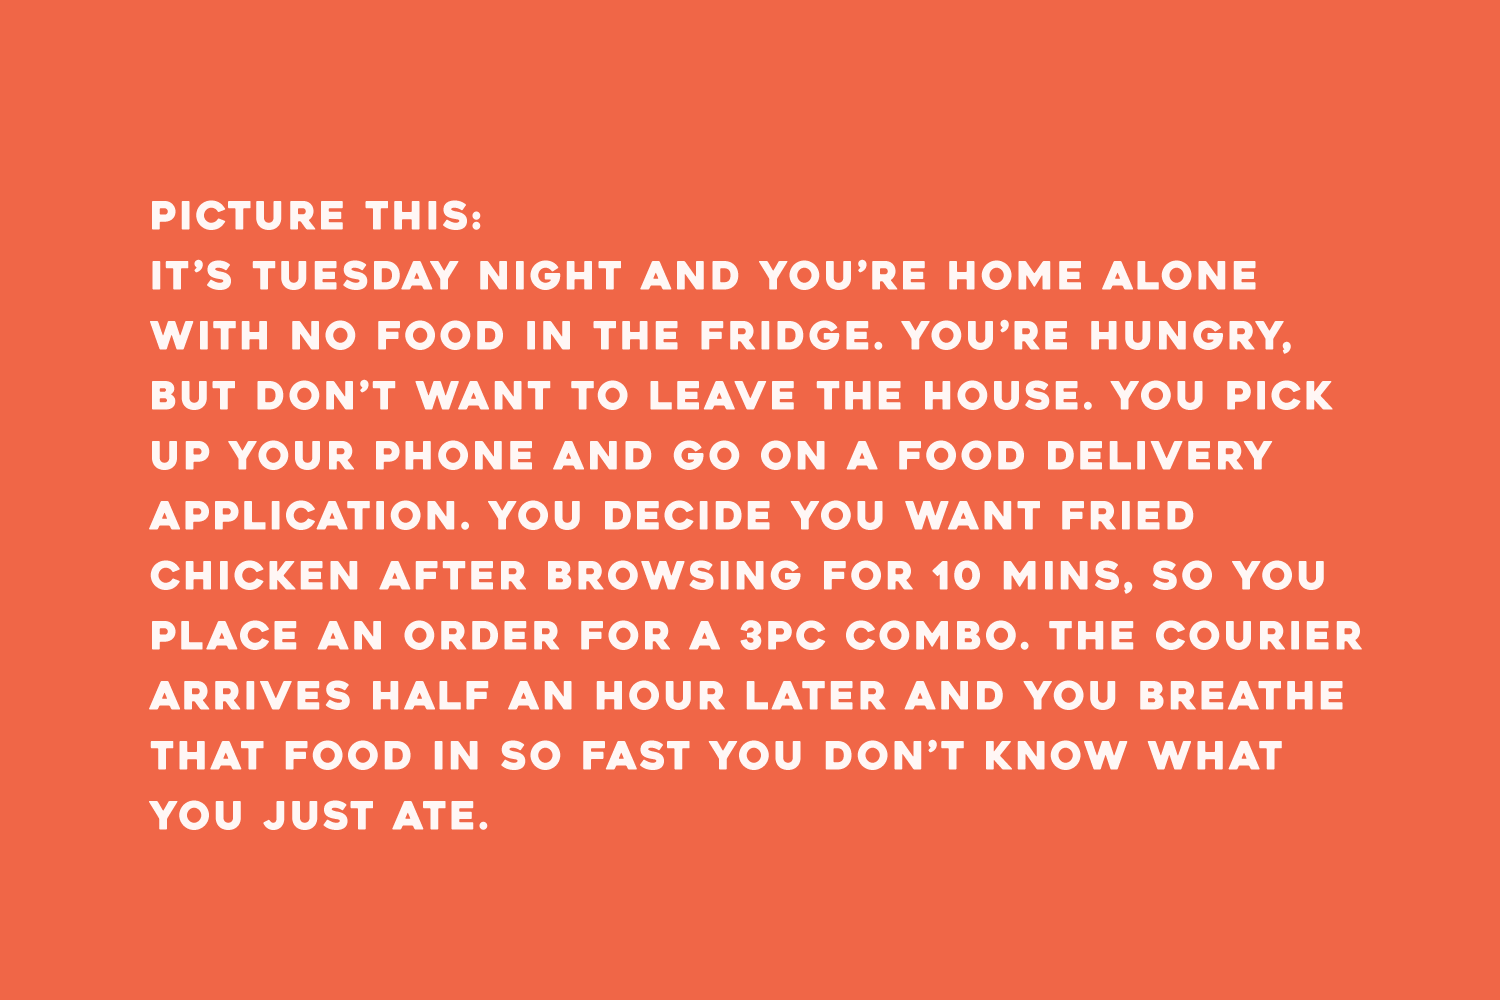 PICTURE THIS:
IT’S TUESDAY NIGHT AND YOU’RE HOME ALONE
WITH NO FOOD IN THE FRIDGE. YOU’RE HUNGRY,
BUT DON’T WANT TO LEAVE THE HOUSE. YOU PICK
UP YOUR PHONE AND GO ON A FOOD DELIVERY
APPLICATION. YOU DECIDE YOU WANT FRIED
CHICKEN AFTER BROWSING FOR 10 MINS, SO YOU
PLACE AN ORDER FOR A 3PC COMBO. THE COURIER
ARRIVES HALF AN HOUR LATER AND YOU BREATHE
THAT FOOD IN SO FAST YOU DON’T KNOW WHAT
YOU JUST ATE.